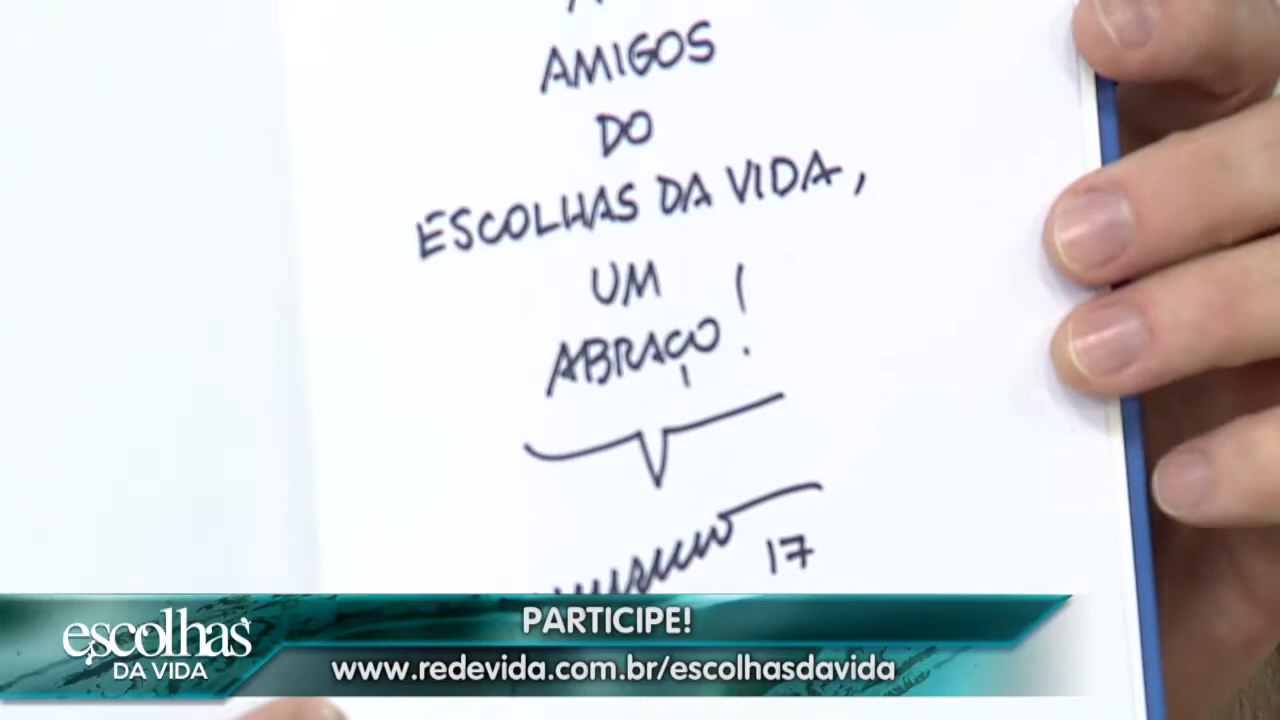 AMIGOS
DO
ESCOLHAS DA VIDA,
UM
ABRAÇO!
17
PARTICIPE!
escolhas
DA VIDA
www.redevida.com.br/escolhasdavida